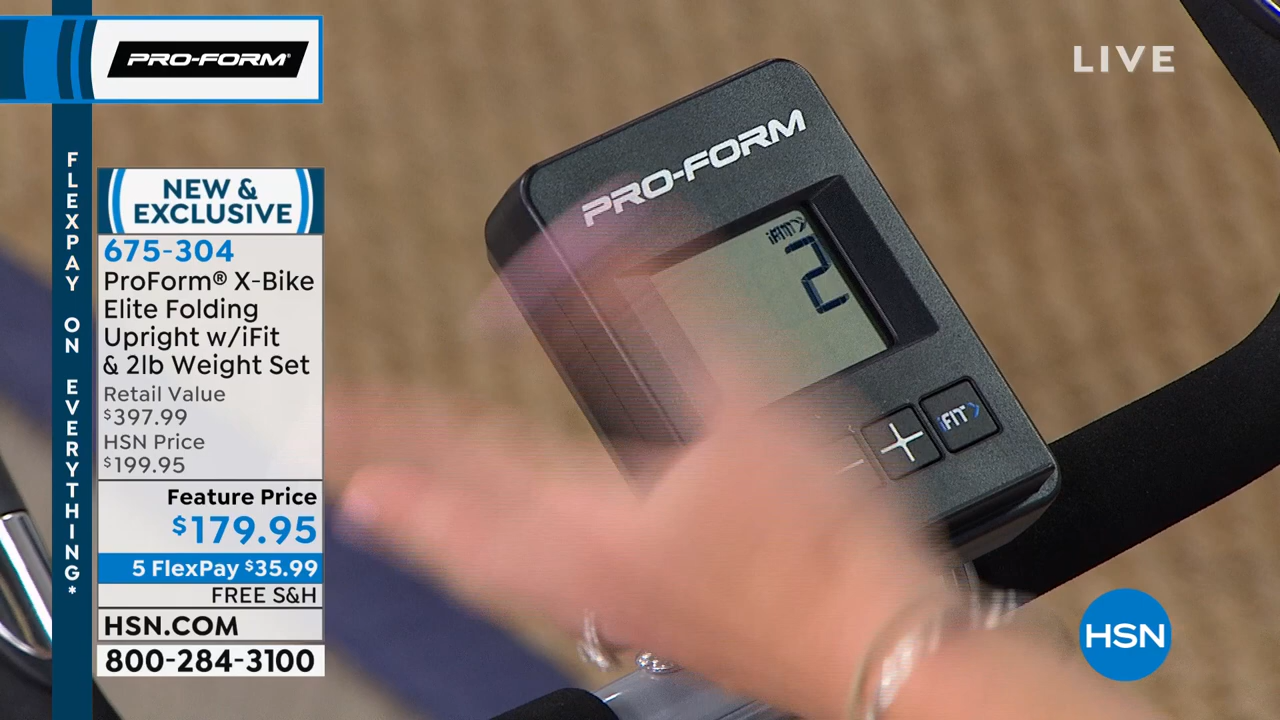 PRO-FORM®
LIVE
FLEXPAY ON EVERYTHING*
NEW &
EXCLUSIVE
675-304
ProForm® X-Bike
Elite Folding
Upright w/iFit
& 2lb Weight Set
Retail Value
$397.99
HSN Price
$199.95
Feature Price
$179.95
5 FlexPay $35.99
FREE S&H
HSN.COM
800-284-3100
PRO-FORM
iFIT
2
+
iFIT
HSN